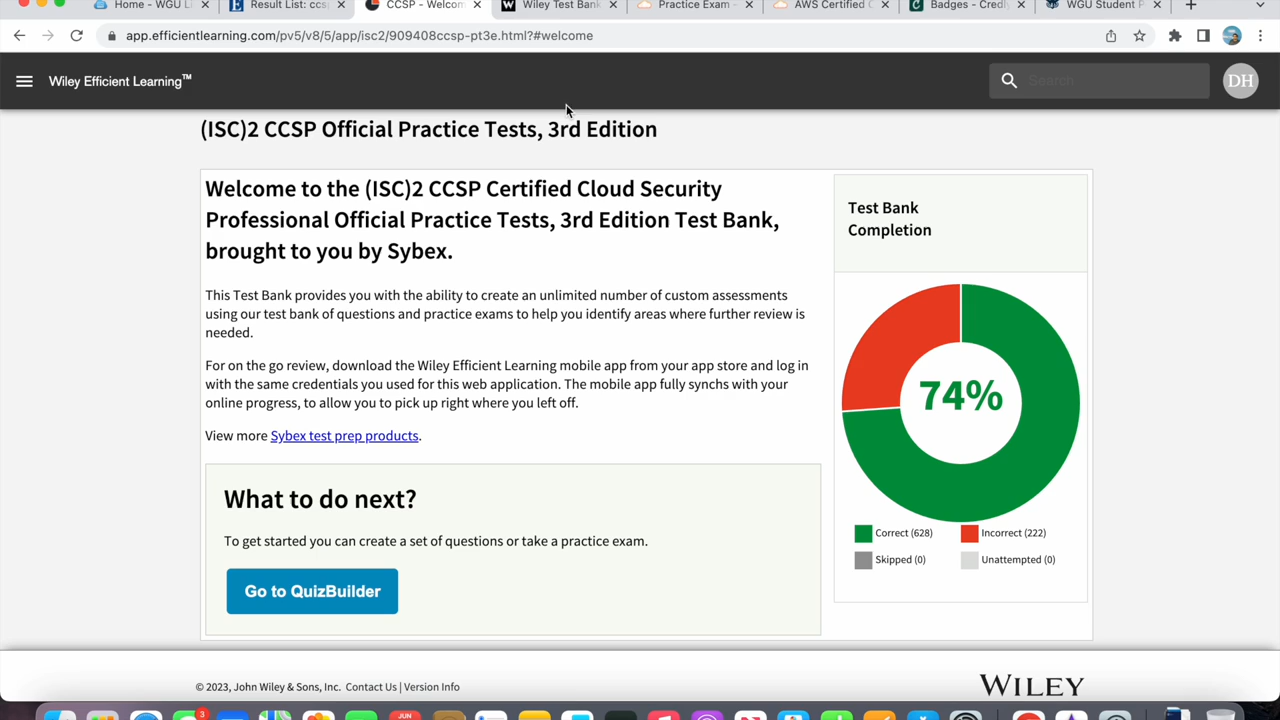 Home - WGU L
Result List: ccs
CCSP - Welcom
Wiley Test Bank
Practice Exam -
AWS Certified C
Badges - Credly
WGU Student P
app.efficientlearning.com/pv5/v8/5/app/isc2/909408ccsp-pt3e.html?#welcome
Wiley Efficient Learning™
Search
DH
(ISC)2 CCSP Official Practice Tests, 3rd Edition
Welcome to the (ISC)2 CCSP Certified Cloud Security
Professional Official Practice Tests, 3rd Edition Test Bank,
brought to you by Sybex.
This Test Bank provides you with the ability to create an unlimited number of custom assessments
using our test bank of questions and practice exams to help you identify areas where further review is
needed.
For on the go review, download the Wiley Efficient Learning mobile app from your app store and log in
with the same credentials you used for this web application. The mobile app fully synchs with your
online progress, to allow you to pick up right where you left off.
View more Sybex test prep products.
What to do next?
To get started you can create a set of questions or take a practice exam.
Go to QuizBuilder
Test Bank
Completion
74%
Correct (628)
Incorrect (222)
Skipped (0)
Unattempted (0)
© 2023, John Wiley & Sons, Inc. Contact Us | Version Info
WILEY
3
JUN